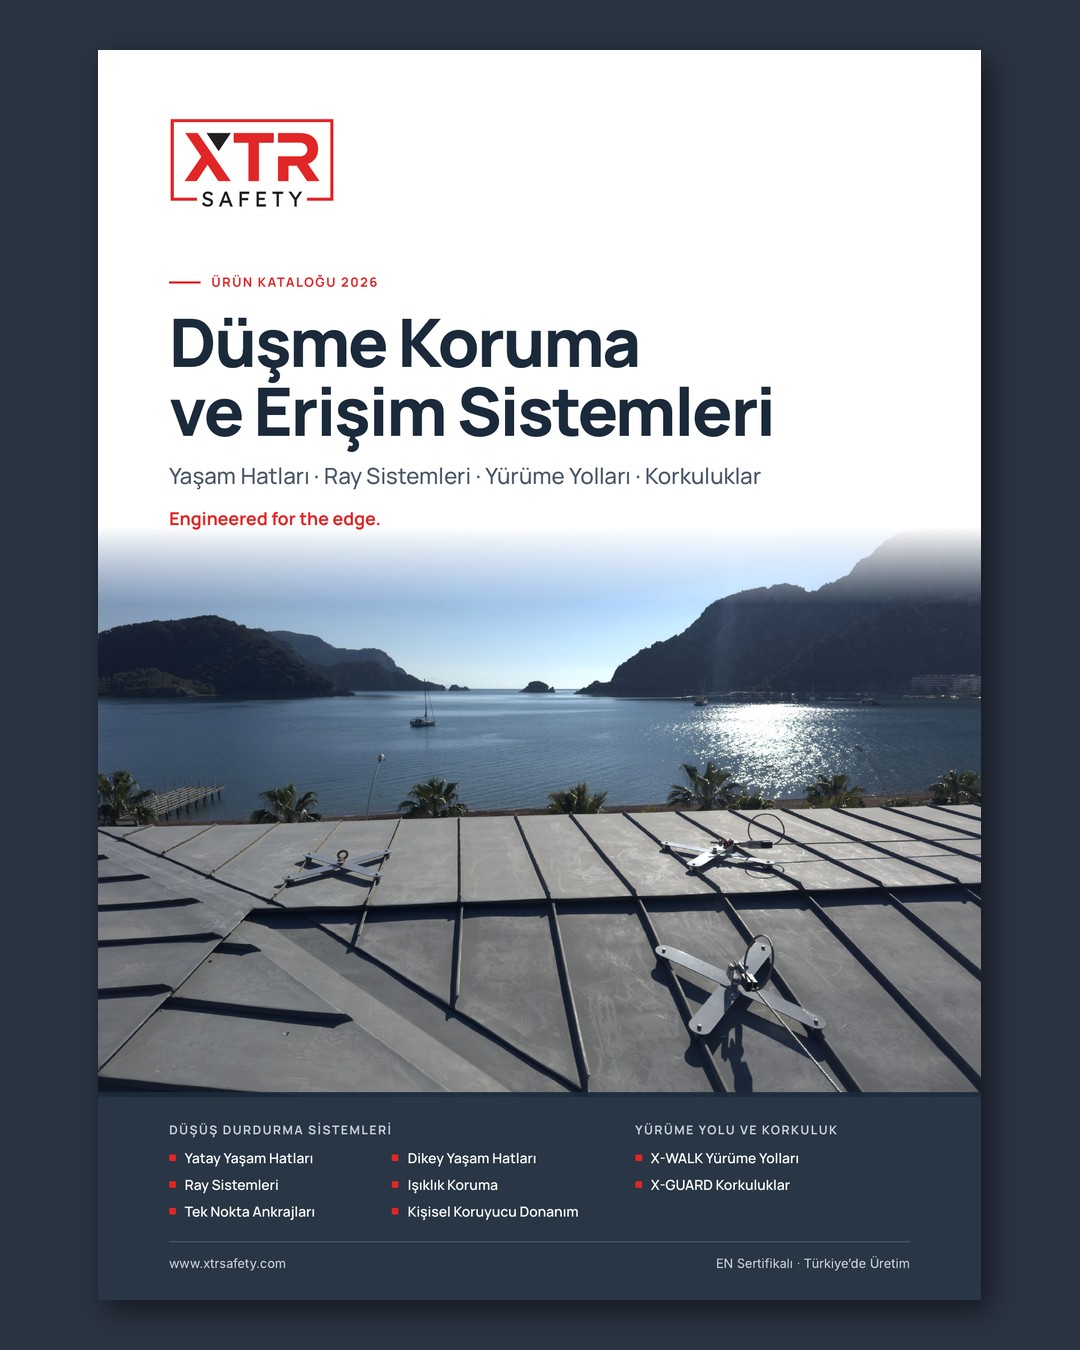 XTR
SAFETY
ÜRÜN KATALOĞU 2026
Düşme Koruma
ve Erişim Sistemleri
Yaşam Hatları · Ray Sistemleri · Yürüme Yolları · Korkuluklar
Engineered for the edge.
DÜŞÜŞ DURDURMA SİSTEMLERİ
Yatay Yaşam Hatları
Ray Sistemleri
Tek Nokta Ankrajları
Dikey Yaşam Hatları
Işıklık Koruma
Kişisel Koruyucu Donanım
YÜRÜME YOLU VE KORKULUK
X-WALK Yürüme Yolları
X-GUARD Korkuluklar
www.xtrsafety.com
EN Sertifikalı · Türkiye'de Üretim